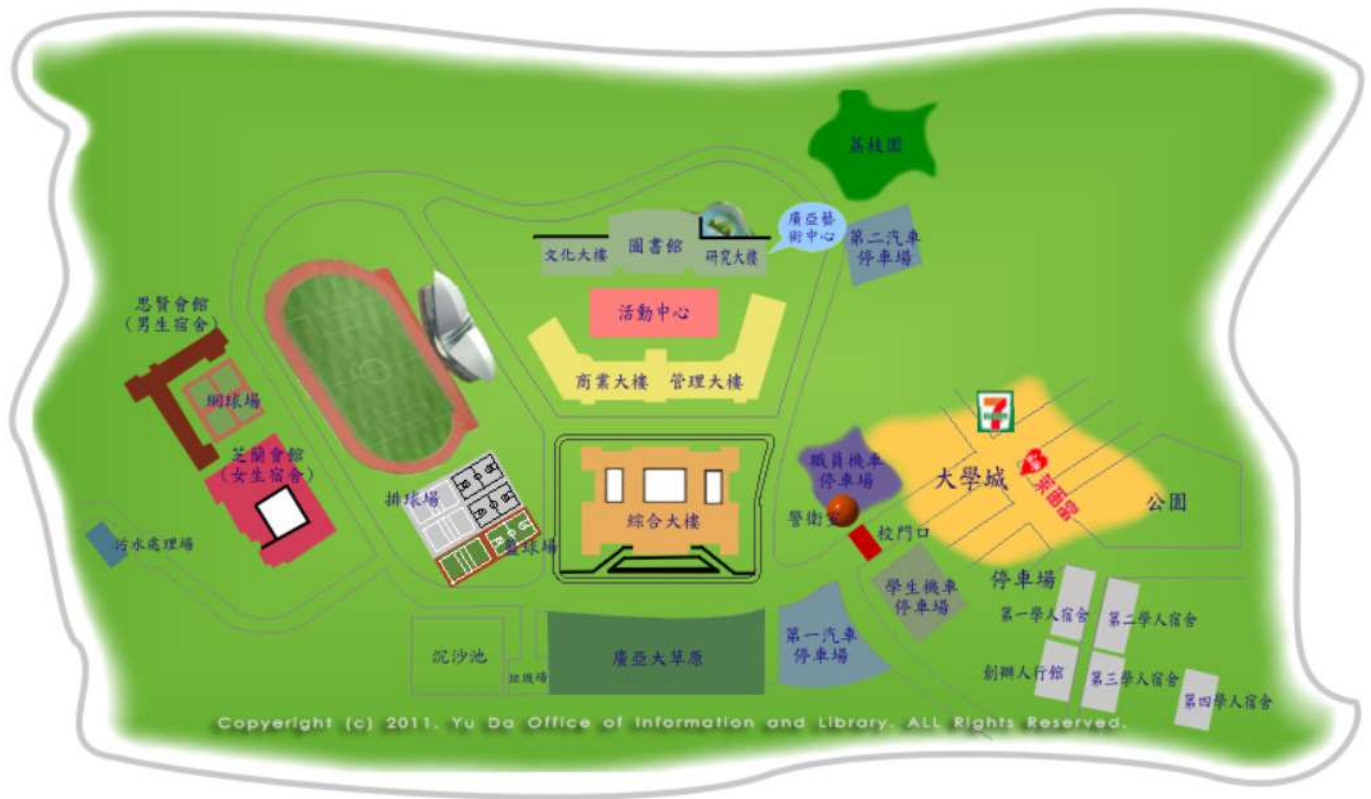 荔枝園
廣亞藝
術中心
第二汽車
停車場
文化大樓
圖書館
研究大樓
活動中心
思賢會館
(男生宿舍)
商業大樓
管理大樓
網球場
7
ELEVEN
芝蘭會館
(女生宿舍)
職員機車
停車場
大學城
萊爾富
公園
排球場
綜合大樓
警衛室
校門口
籃球場
污水處理場
停車場
學生機車
停車場
第一學人宿舍
第二學人宿舍
沉沙池
廣亞大草原
第一汽車
停車場
垃圾場
創辦人行館
第三學人宿舍
第四學人宿舍
Copyeright (c) 2011. Yu Da Office of Information and Library. ALL Rights Reserved.